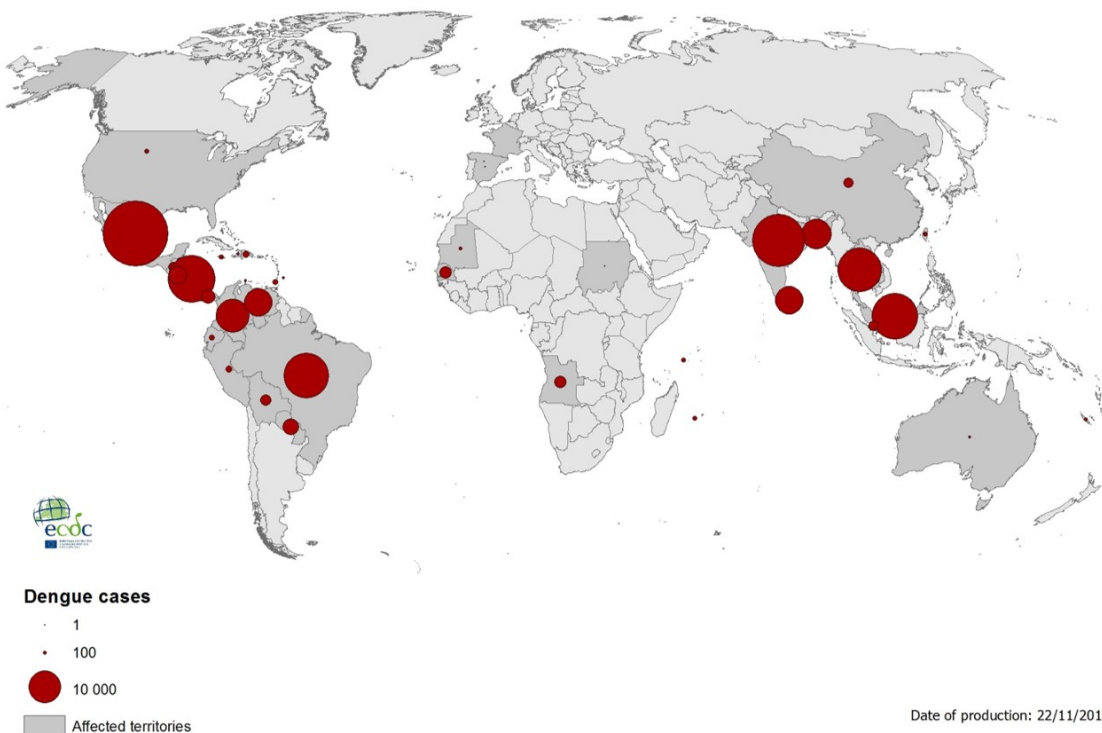 ecdc
Dengue cases
1
100
10 000
Affected territories
Date of production: 22/11/201